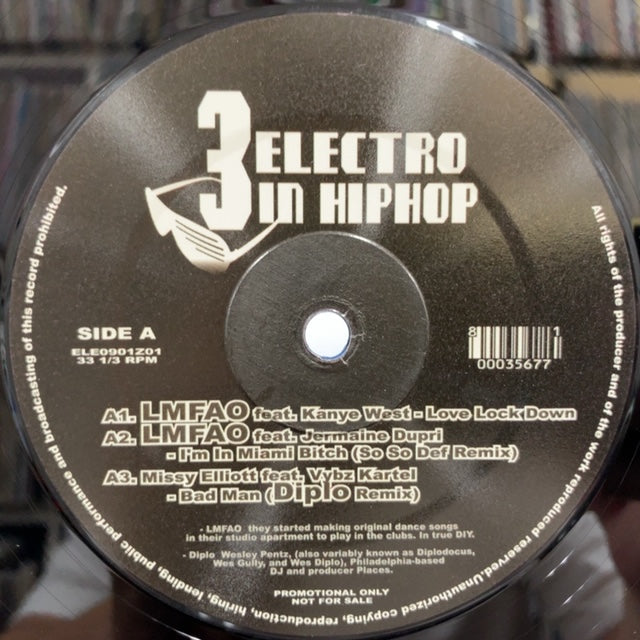 3 ELECTRO
IN HIPHOP
SIDE A
ELE0901Z01
33 1/3 RPM
8 1
00035677
A1. LMFAO feat. Kanye West - Love Lock Down
A2. LMFAO feat. Jermaine Dupri
- I'm In Miami Bitch (So So Def Remix)
A3. Missy Elliott feat. Vybz Kartel
- Bad Man (Diplo Remix)
- LMFAO they started making original dance songs
in their studio apartment to play in the clubs. In true DIY.
- Diplo Wesley Pentz, (also variably known as Diplodocus,
Wes Gully, and Wes Diplo), Philadelphia-based
DJ and producer Places.
PROMOTIONAL ONLY
NOT FOR SALE
All rights of the producer and of the work reproduced reserved.Unauthorized copying, reproduction, hiring, lending, public performance and broadcasting of this record prohibited.